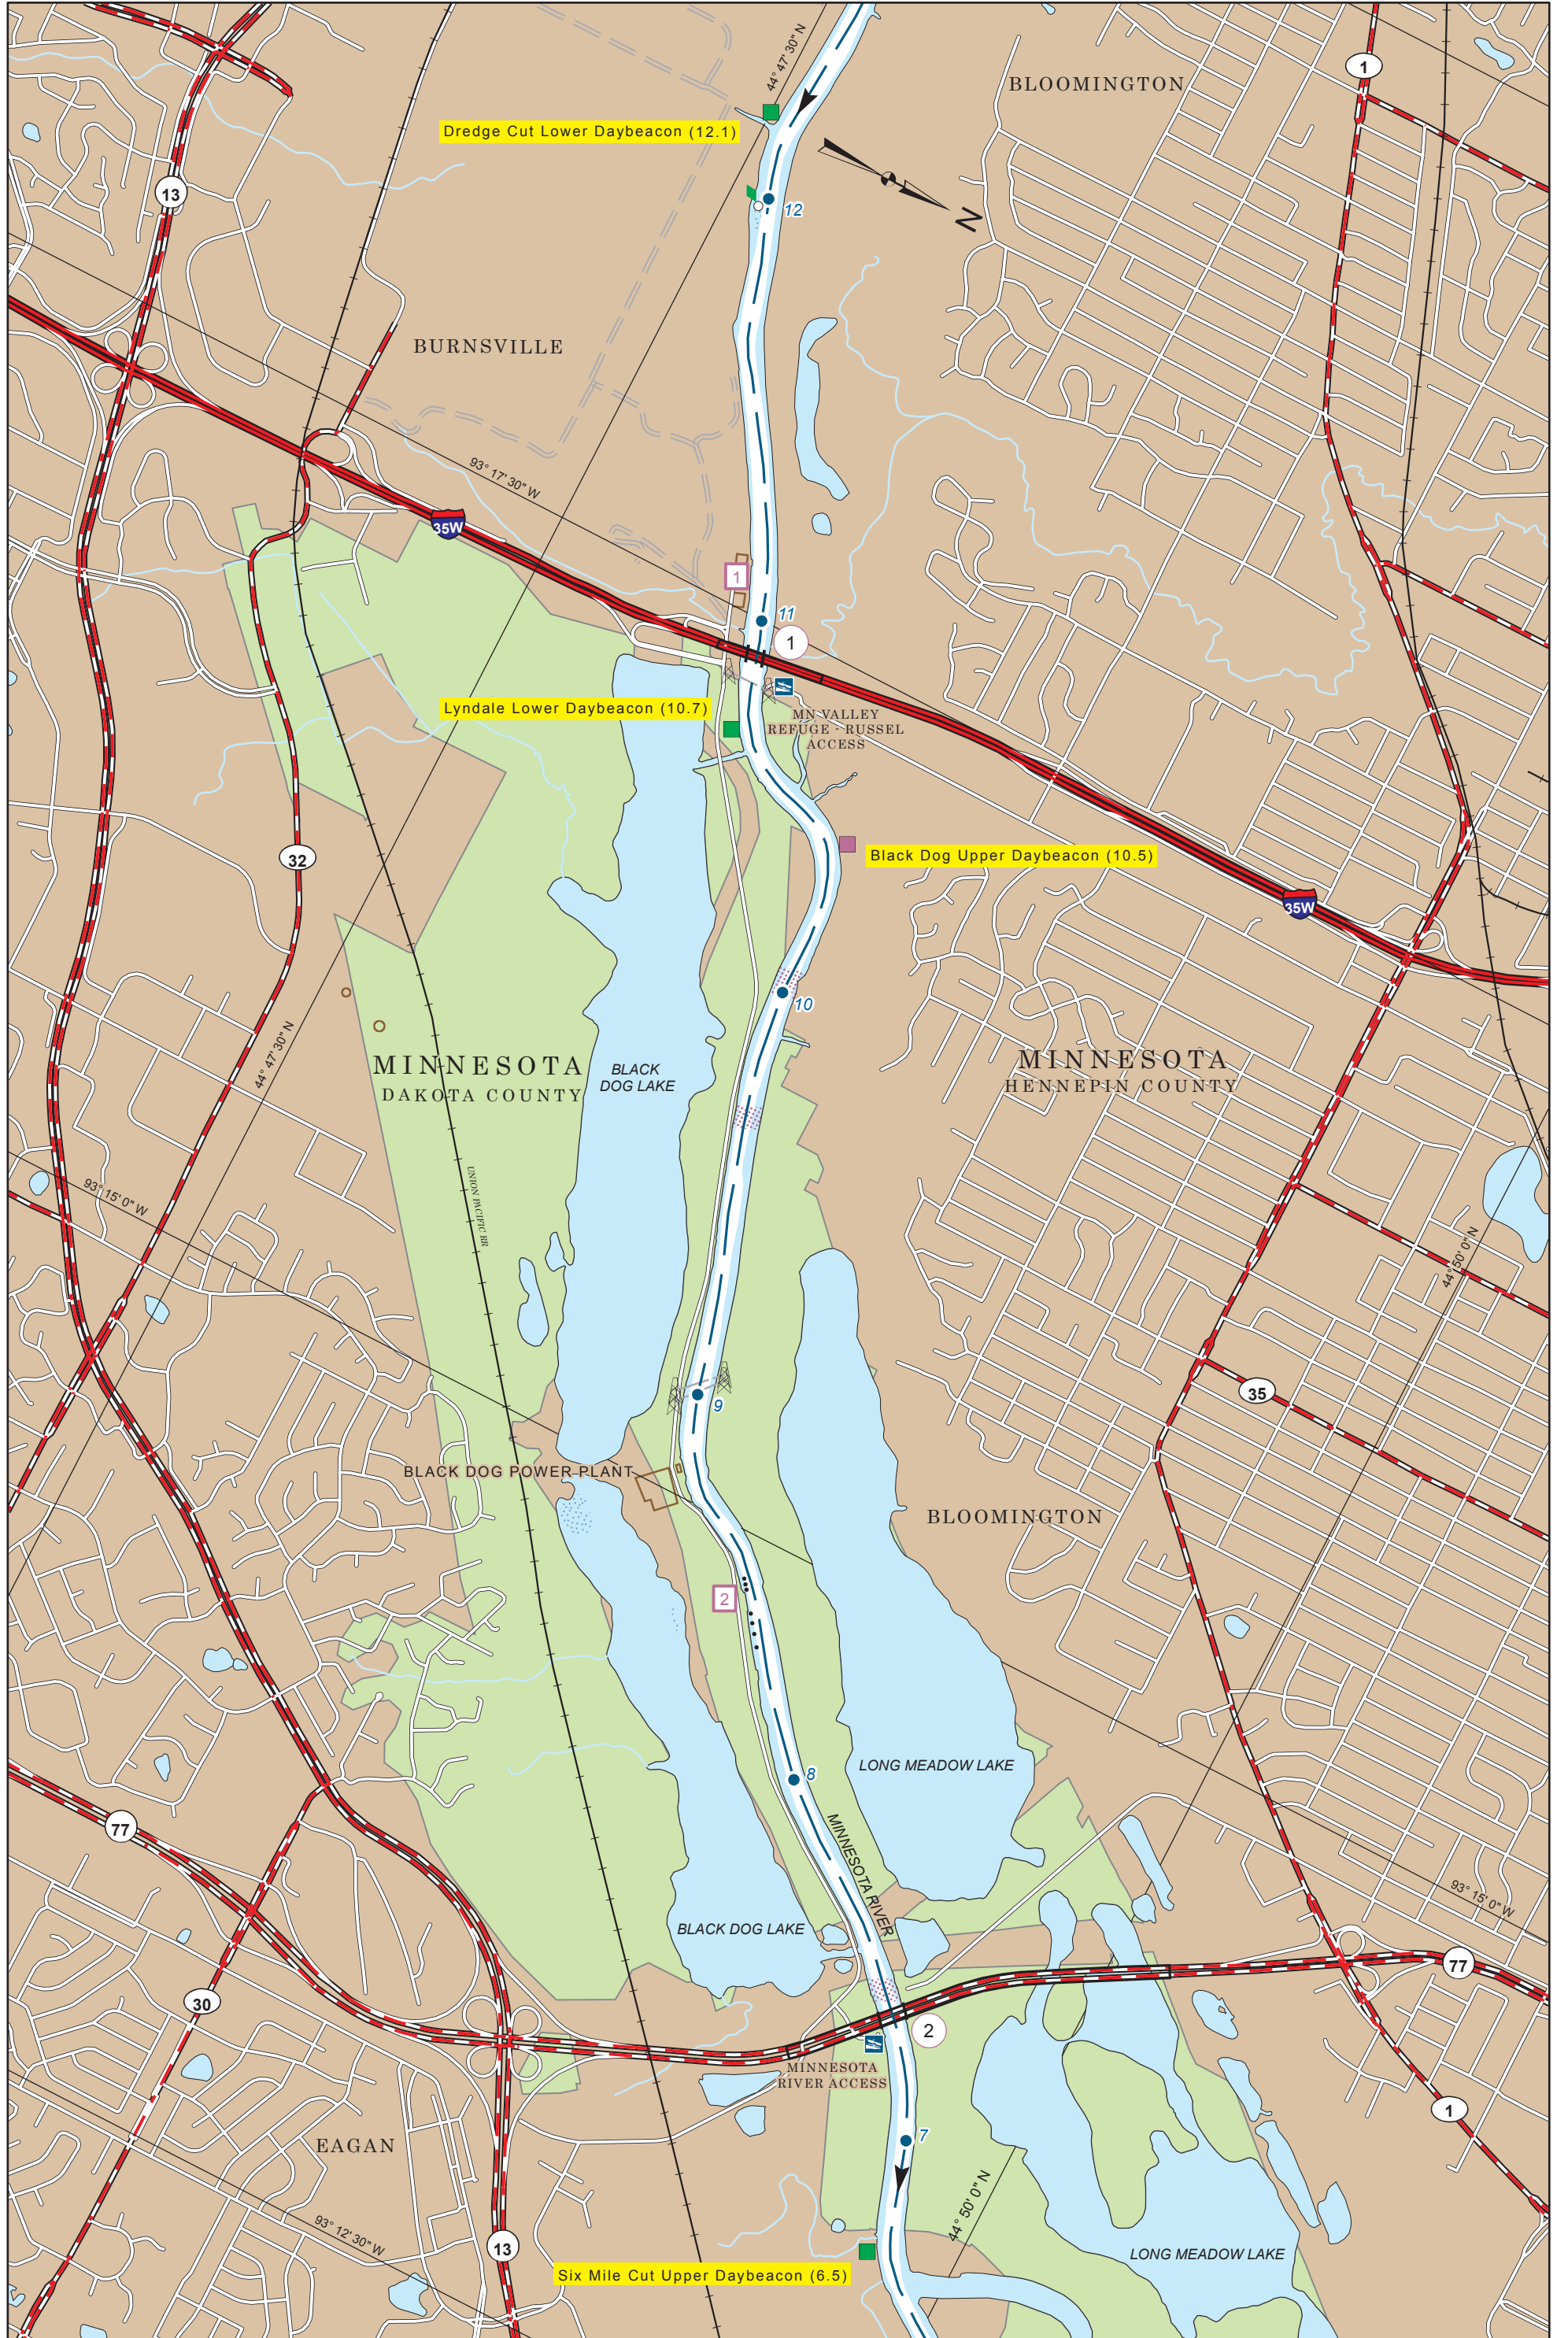 44° 47' 30" N
BLOOMINGTON
1
Dredge Cut Lower Daybeacon (12.1)
13
12
N
BURNSVILLE
93° 17' 30" W
35W
1
11
1
Lyndale Lower Daybeacon (10.7)
MN VALLEY
REFUGE - RUSSEL
ACCESS
32
Black Dog Upper Daybeacon (10.5)
35W
10
44° 47' 30" N
MINNESOTA
DAKOTA COUNTY
BLACK
DOG LAKE
MINNESOTA
HENNEPIN COUNTY
UNION PACIFIC RR
93° 15' 0" W
44° 50' 0" N
9
35
BLACK DOG POWER PLANT
BLOOMINGTON
2
LONG MEADOW LAKE
8
77
MINNESOTA RIVER
93° 15' 0" W
BLACK DOG LAKE
77
30
2
MINNESOTA
RIVER ACCESS
1
7
EAGAN
44° 50' 0" N
93° 12' 30" W
13
LONG MEADOW LAKE
Six Mile Cut Upper Daybeacon (6.5)